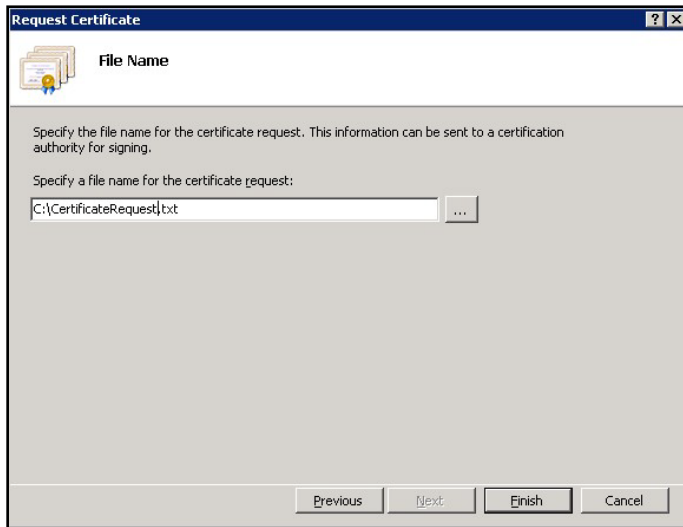 Request Certificate
File Name
Specify the file name for the certificate request. This information can be sent to a certification
authority for signing.
Specify a file name for the certificate request:
C:\CertificateRequest.txt
...
Previous
Next
Finish
Cancel